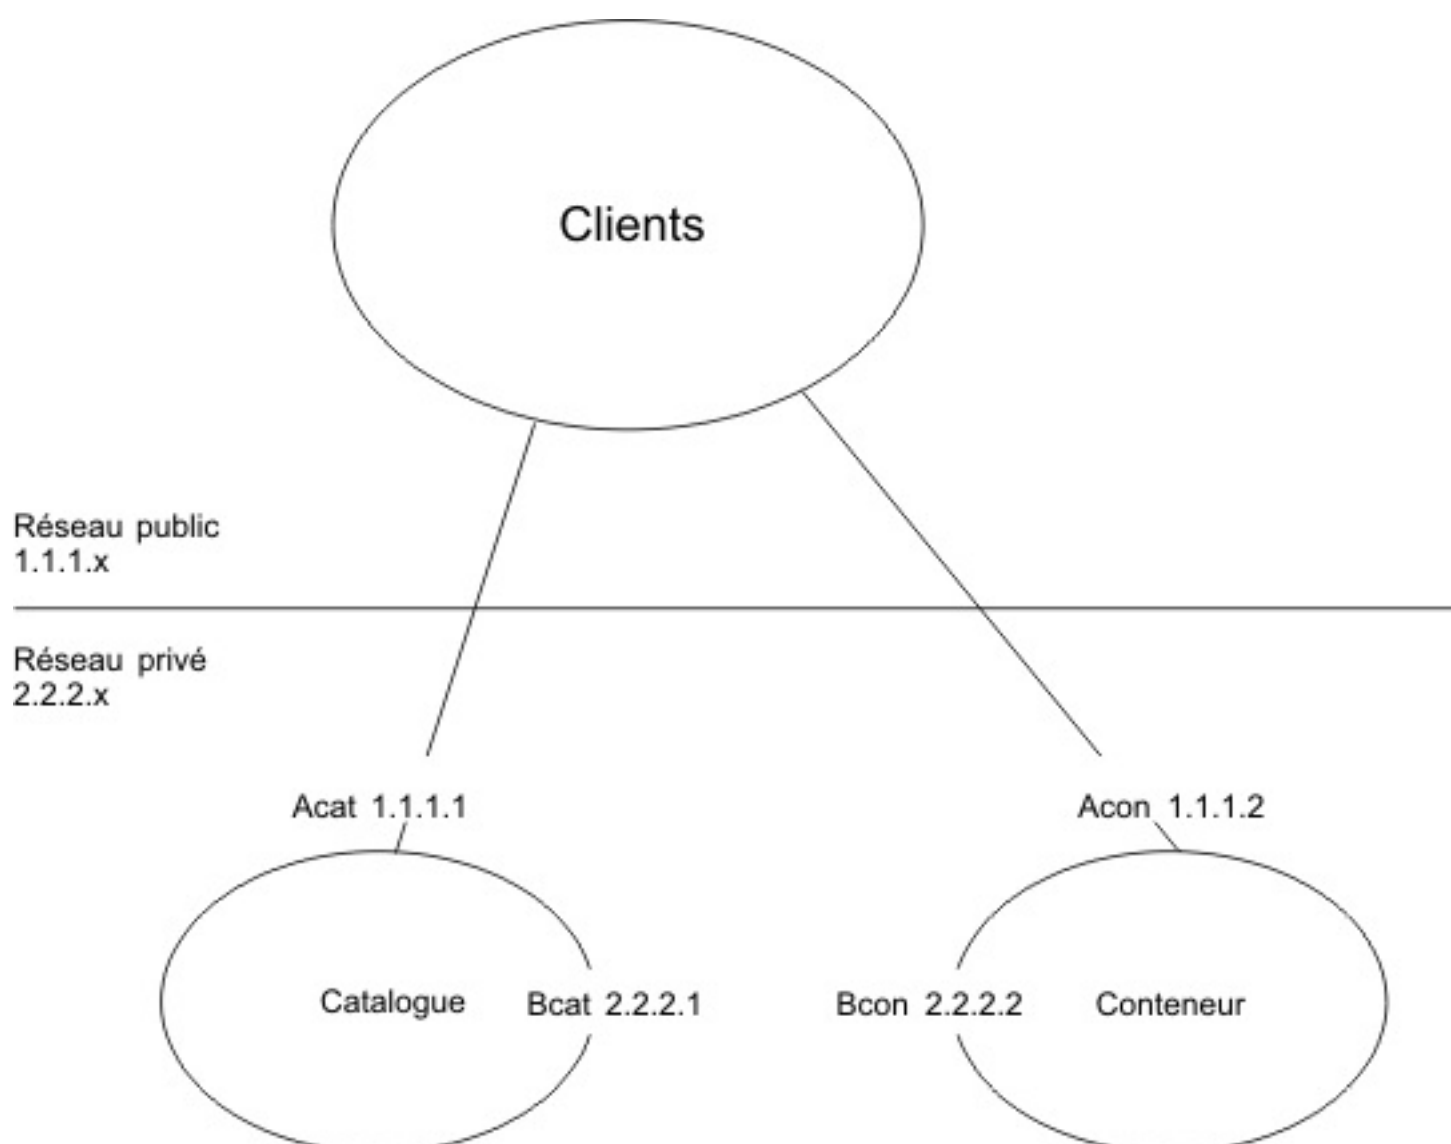 Clients
Réseau public
1.1.1.x
Réseau privé
2.2.2.x
Acat 1.1.1.1
Acon 1.1.1.2
Catalogue
Bcat 2.2.2.1
Bcon 2.2.2.2
Conteneur